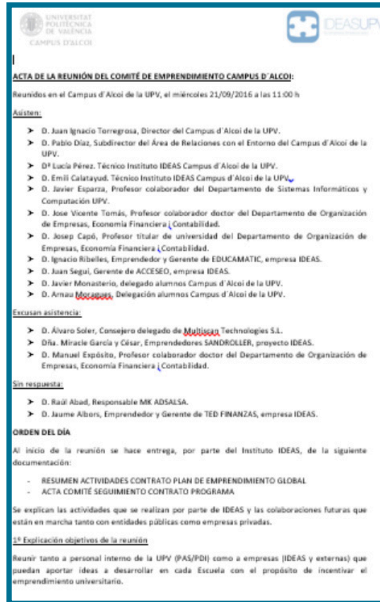 UNIVERSITAT
POLITÈCNICA
DE VALÈNCIA
CAMPUS D'ALCOI
IDEASUPV
ACTA DE LA REUNIÓN DEL COMITÉ DE EMPRENDIMIENTO CAMPUS D´ALCOI:
Reunidos en el Campus d´Alcoi de la UPV, el miércoles 21/09/2016 a las 11:00 h
Asisten:
➤ D. Juan Ignacio Torregrosa, Director del Campus d´Alcoi de la UPV.
➤ D. Pablo Díaz, Subdirector del Área de Relaciones con el Entorno del Campus d´Alcoi de la
UPV.
➤ Dª Lucía Pérez. Técnico Instituto IDEAS Campus d´Alcoi de la UPV.
➤ D. Emili Calatayud. Técnico Instituto IDEAS Campus d´Alcoi de la UPV.
➤ D. Javier Esparza, Profesor colaborador del Departamento de Sistemas Informáticos y
Computación UPV.
➤ D. Jose Vicente Tomás, Profesor colaborador doctor del Departamento de Organización
de Empresas, Economía Financiera i Contabilidad.
➤ D. Josep Capó, Profesor titular de universidad del Departamento de Organización de
Empresas, Economía Financiera i Contabilidad.
➤ D. Ignacio Ribelles, Emprendedor y Gerente de EDUCAMATIC, empresa IDEAS.
➤ D. Juan Seguí, Gerente de ACCESEO, empresa IDEAS.
➤ D. Javier Monasterio, delegado alumnos Campus d´Alcoi de la UPV.
➤ D. Arnau Moragues, Delegación alumnos Campus d´Alcoi de la UPV.
Excusan asistencia:
➤ D. Álvaro Soler, Consejero delegado de Multiscan Technologies S.L.
➤ Dña. Miracle García y César, Emprendedores SANDROLLER, proyecto IDEAS.
➤ D. Manuel Expósito, Profesor colaborador doctor del Departamento de Organización de
Empresas, Economía Financiera i Contabilidad.
Sin respuesta:
➤ D. Raúl Abad, Responsable MK ADSALSA.
➤ D. Jaume Albors, Emprendedor y Gerente de TED FINANZAS, empresa IDEAS.
ORDEN DEL DÍA
Al inicio de la reunión se hace entrega, por parte del Instituto IDEAS, de la siguiente
documentación:
- RESUMEN ACTIVIDADES CONTRATO PLAN DE EMPRENDIMIENTO GLOBAL
- ACTA COMITÉ SEGUIMIENTO CONTRATO PROGRAMA
Se explican las actividades que se realizan por parte de IDEAS y las colaboraciones futuras que
están en marcha tanto con entidades públicas como empresas privadas.
1º Explicación objetivos de la reunión
Reunir tanto a personal interno de la UPV (PAS/PDI) como a empresas (IDEAS y externas) que
puedan aportar ideas a desarrollar en cada Escuela con el propósito de incentivar el
emprendimiento universitario.